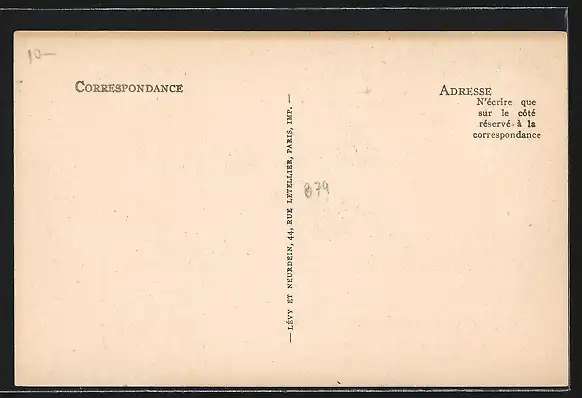 10—
CORRESPONDANCE
ADRESSE
N'écrire que
sur le côté
réservé à la
correspondance
— LÉVY ET NEURDEIN, 44, RUE LETELLIER, PARIS, IMP. —
879